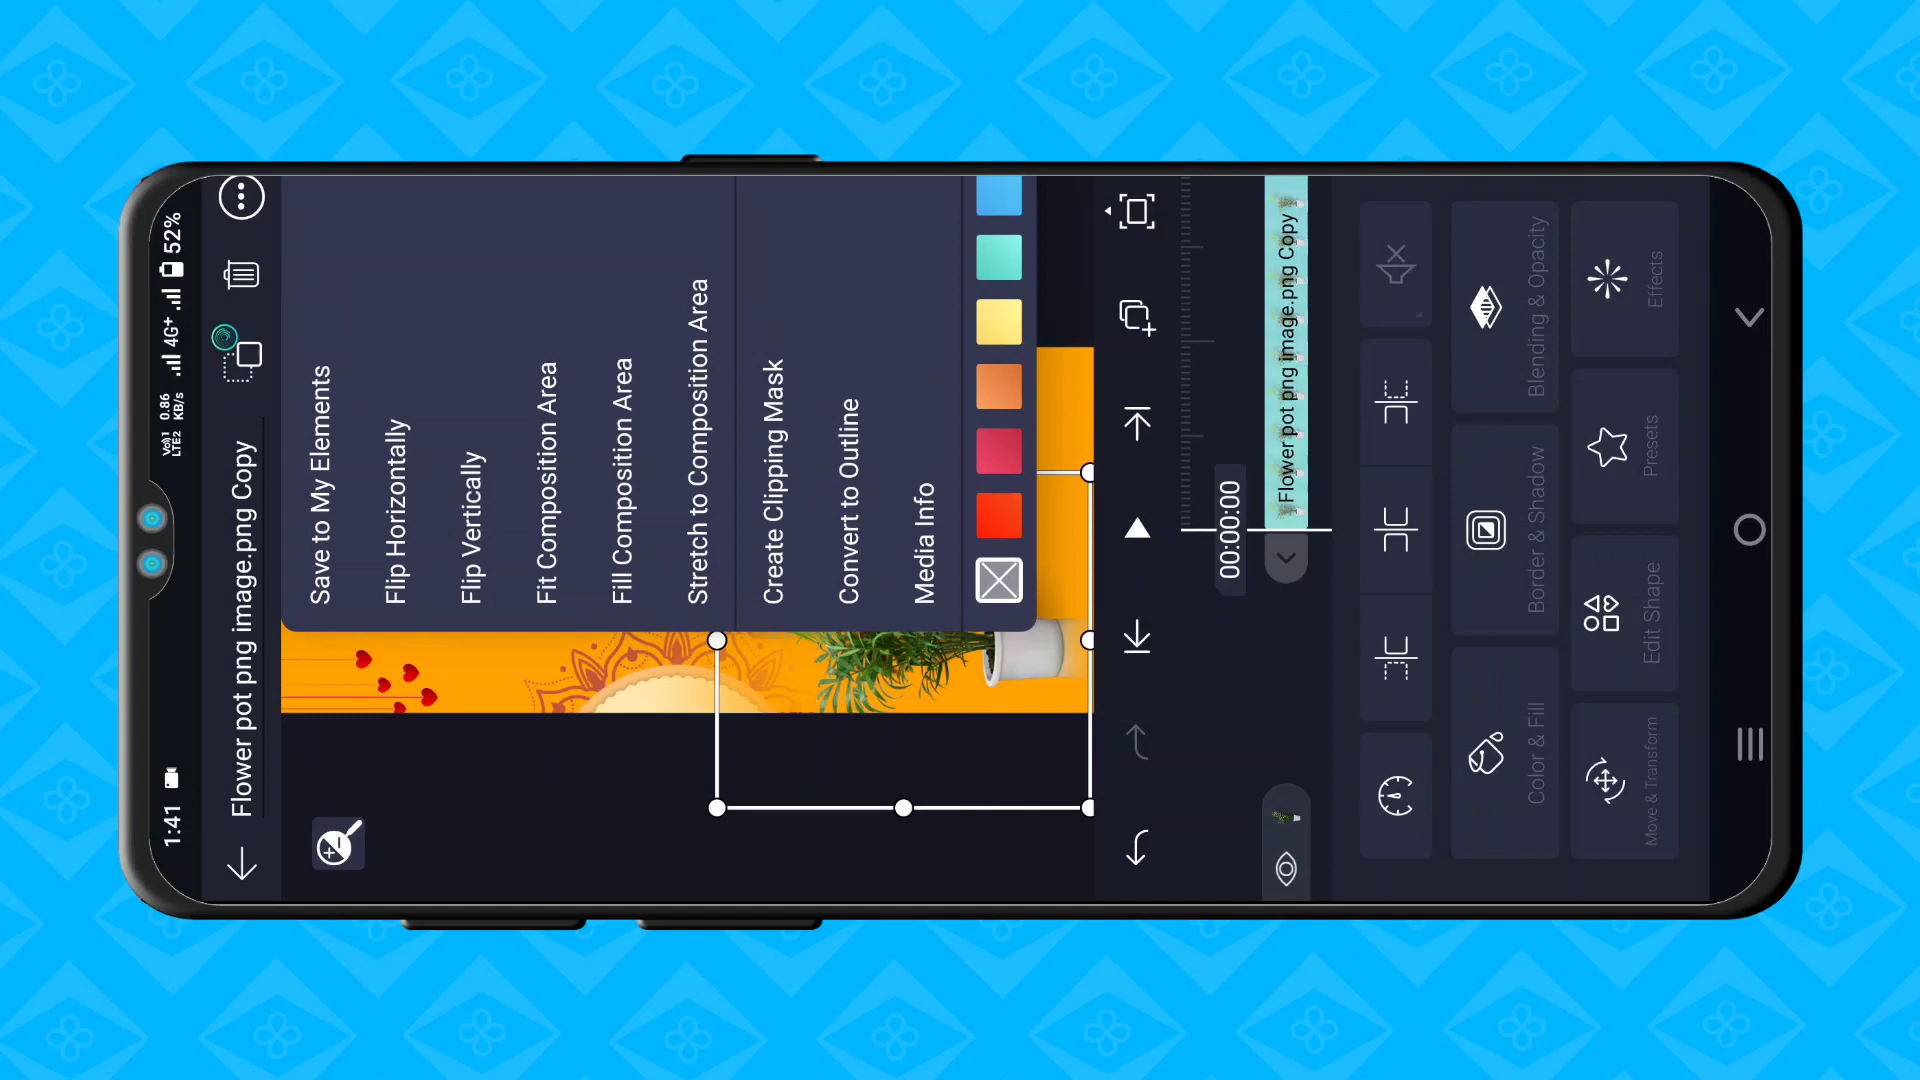 1:41
Vo)) 0.86
LTE2 KB/s
4G+
52%
Flower pot png image.png Copy
Save to My Elements
Flip Horizontally
Flip Vertically
Fit Composition Area
Fill Composition Area
Stretch to Composition Area
Create Clipping Mask
Convert to Outline
Media Info
00:00:00
Flower pot png image.png Copy
Color & Fill
Border & Shadow
Blending & Opacity
Move & Transform
Edit Shape
Presets
Effects